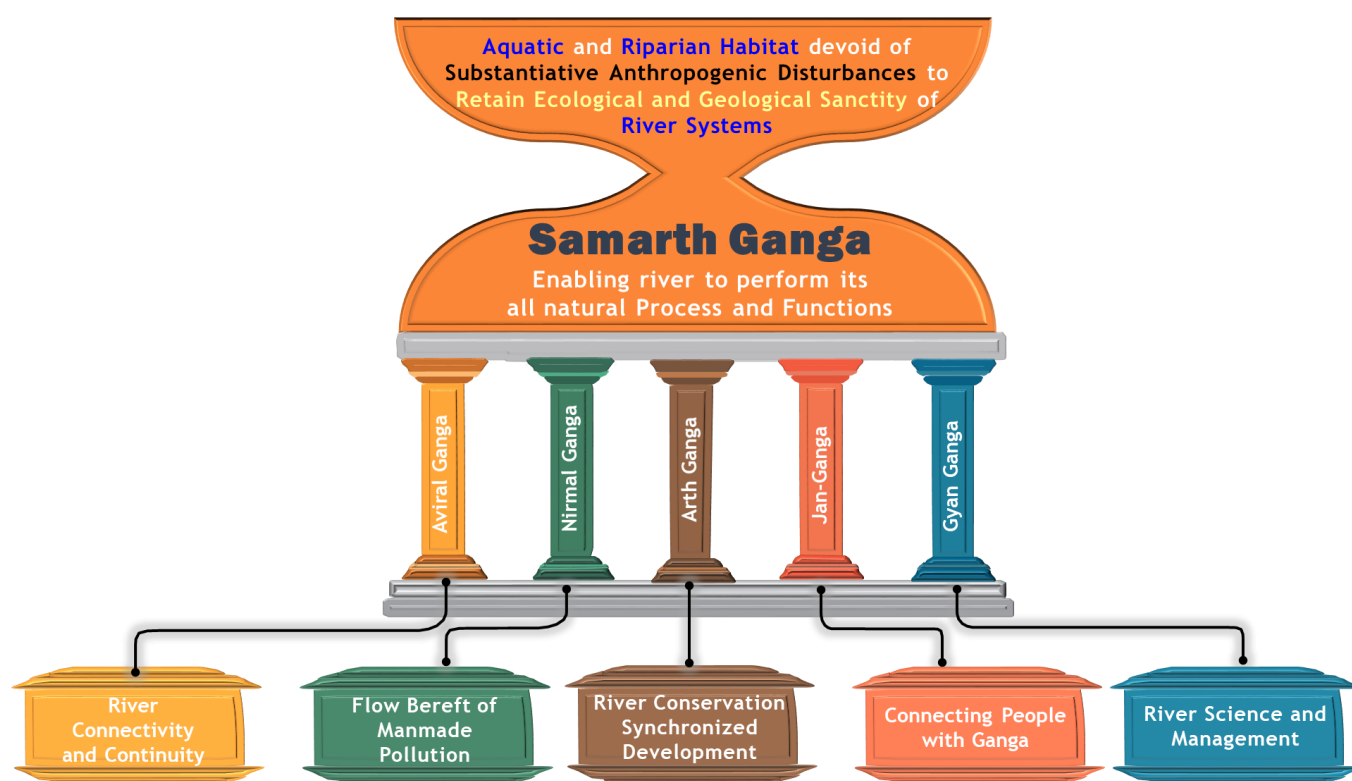 Aquatic and Riparian Habitat devoid of
Substantiative Anthropogenic Disturbances to
Retain Ecological and Geological Sanctity of
River Systems
Samarth Ganga
Enabling river to perform its
all natural Process and Functions
Aviral Ganga
Nirmal Ganga
Arth Ganga
Jan-Ganga
Gyan Ganga
River
Connectivity
and Continuity
Flow Bereft of
Manmade
Pollution
River Conservation
Synchronized
Development
Connecting People
with Ganga
River Science and
Management